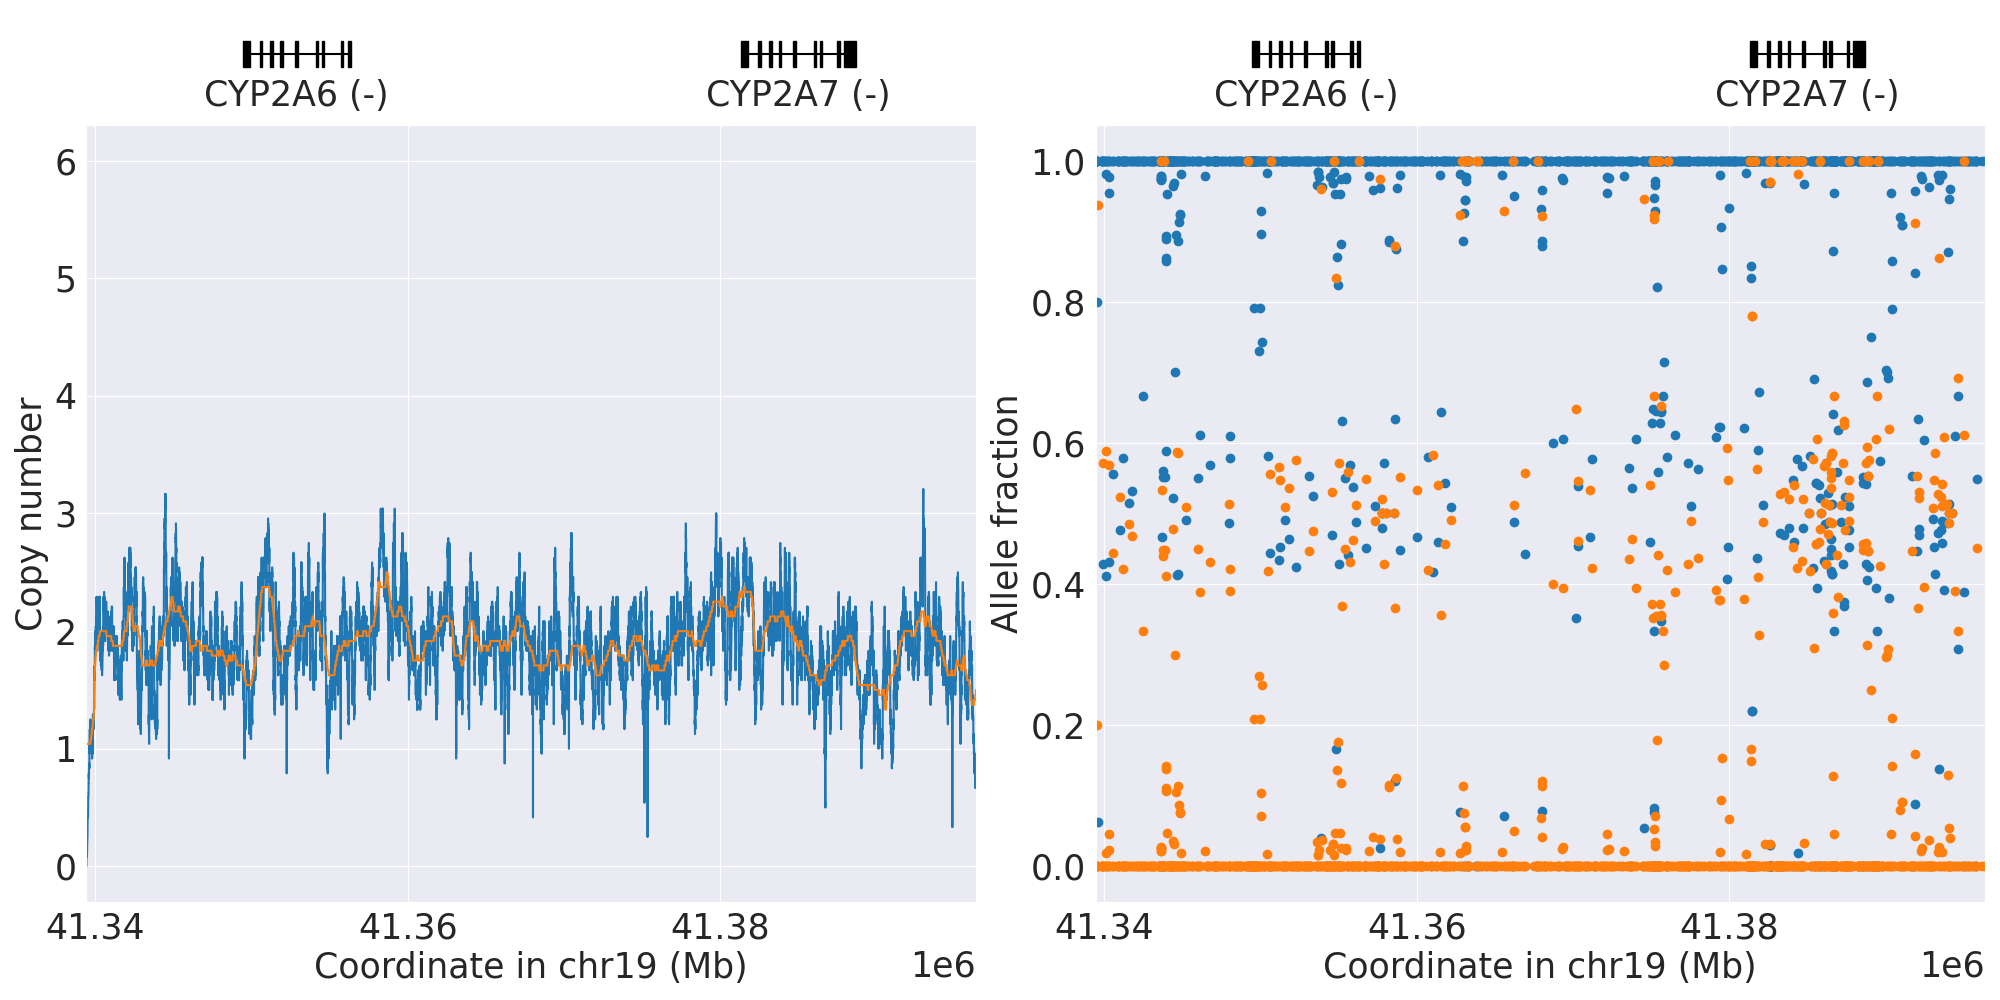 CYP2A6 (-)
CYP2A7 (-)
6
5
4
3
2
1
0
Copy number
41.34
41.36
41.38
Coordinate in chr19 (Mb)
1e6
CYP2A6 (-)
CYP2A7 (-)
1.0
0.8
0.6
0.4
0.2
0.0
Allele fraction
41.34
41.36
41.38
Coordinate in chr19 (Mb)
1e6